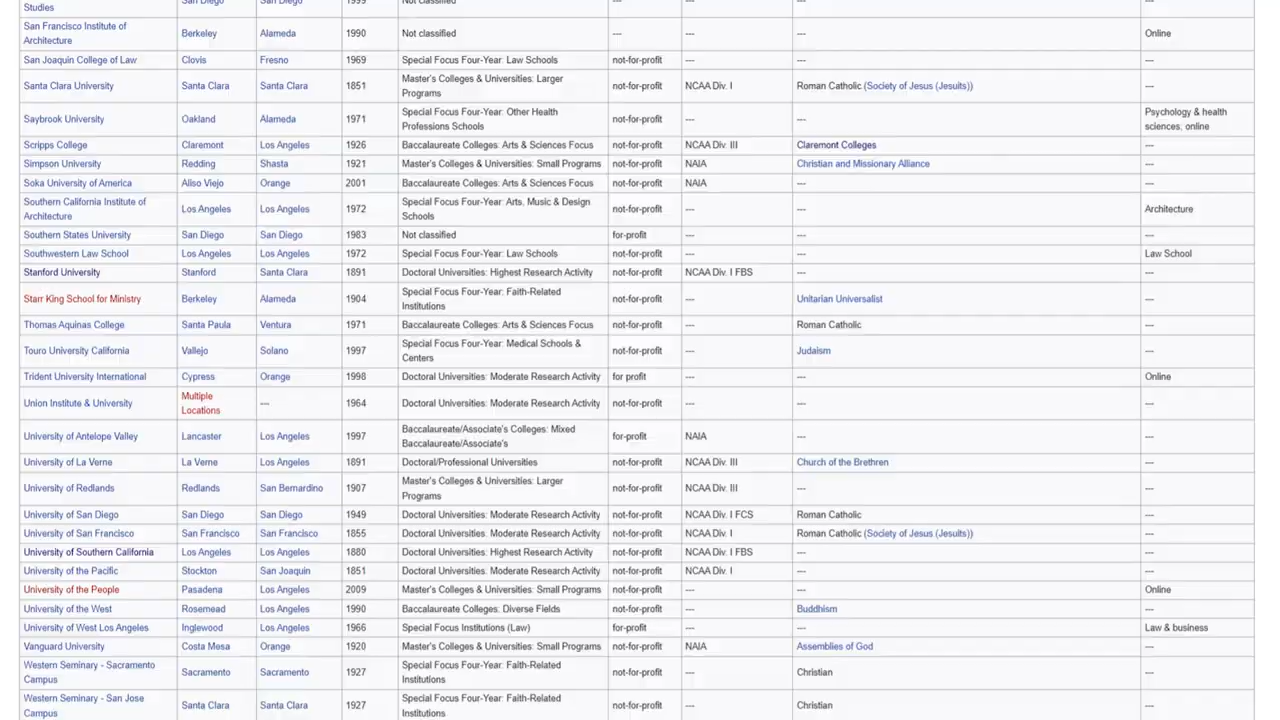 Studies San Diego San Diego 1999 Not classified --- --- --- ---
San Francisco Institute of Architecture Berkeley Alameda 1990 Not classified --- --- --- Online
San Joaquin College of Law Clovis Fresno 1969 Special Focus Four-Year: Law Schools not-for-profit --- --- ---
Santa Clara University Santa Clara Santa Clara 1851 Master's Colleges & Universities: Larger Programs not-for-profit NCAA Div. I Roman Catholic (Society of Jesus (Jesuits)) ---
Saybrook University Oakland Alameda 1971 Special Focus Four-Year: Other Health Professions Schools not-for-profit --- --- Psychology & health sciences, online
Scripps College Claremont Los Angeles 1926 Baccalaureate Colleges: Arts & Sciences Focus not-for-profit NCAA Div. III Claremont Colleges ---
Simpson University Redding Shasta 1921 Master's Colleges & Universities: Small Programs not-for-profit NAIA Christian and Missionary Alliance ---
Soka University of America Aliso Viejo Orange 2001 Baccalaureate Colleges: Arts & Sciences Focus not-for-profit NAIA --- ---
Southern California Institute of Architecture Los Angeles Los Angeles 1972 Special Focus Four-Year: Arts, Music & Design Schools not-for-profit --- --- Architecture
Southern States University San Diego San Diego 1983 Not classified for-profit --- --- ---
Southwestern Law School Los Angeles Los Angeles 1972 Special Focus Four-Year: Law Schools not-for-profit --- --- Law School
Stanford University Stanford Santa Clara 1891 Doctoral Universities: Highest Research Activity not-for-profit NCAA Div. I FBS --- ---
Starr King School for Ministry Berkeley Alameda 1904 Special Focus Four-Year: Faith-Related Institutions not-for-profit --- Unitarian Universalist ---
Thomas Aquinas College Santa Paula Ventura 1971 Baccalaureate Colleges: Arts & Sciences Focus not-for-profit --- Roman Catholic ---
Touro University California Vallejo Solano 1997 Special Focus Four-Year: Medical Schools & Centers not-for-profit --- Judaism ---
Trident University International Cypress Orange 1998 Doctoral Universities: Moderate Research Activity for profit --- --- Online
Union Institute & University Multiple Locations --- 1964 Doctoral Universities: Moderate Research Activity not-for-profit --- --- ---
University of Antelope Valley Lancaster Los Angeles 1997 Baccalaureate/Associate's Colleges: Mixed Baccalaureate/Associate's for-profit NAIA --- ---
University of La Verne La Verne Los Angeles 1891 Doctoral/Professional Universities not-for-profit NCAA Div. III Church of the Brethren ---
University of Redlands Redlands San Bernardino 1907 Master's Colleges & Universities: Larger Programs not-for-profit NCAA Div. III --- ---
University of San Diego San Diego San Diego 1949 Doctoral Universities: Moderate Research Activity not-for-profit NCAA Div. I FCS Roman Catholic ---
University of San Francisco San Francisco San Francisco 1855 Doctoral Universities: Moderate Research Activity not-for-profit NCAA Div. I Roman Catholic (Society of Jesus (Jesuits)) ---
University of Southern California Los Angeles Los Angeles 1880 Doctoral Universities: Highest Research Activity not-for-profit NCAA Div. I FBS --- ---
University of the Pacific Stockton San Joaquin 1851 Doctoral Universities: Moderate Research Activity not-for-profit NCAA Div. I --- ---
University of the People Pasadena Los Angeles 2009 Master's Colleges & Universities: Small Programs not-for-profit --- --- Online
University of the West Rosemead Los Angeles 1990 Baccalaureate Colleges: Diverse Fields not-for-profit --- Buddhism ---
University of West Los Angeles Inglewood Los Angeles 1966 Special Focus Institutions (Law) for-profit --- --- Law & business
Vanguard University Costa Mesa Orange 1920 Master's Colleges & Universities: Small Programs not-for-profit NAIA Assemblies of God ---
Western Seminary - Sacramento Campus Sacramento Sacramento 1927 Special Focus Four-Year: Faith-Related Institutions not-for-profit --- Christian ---
Western Seminary - San Jose Campus Santa Clara Santa Clara 1927 Special Focus Four-Year: Faith-Related Institutions not-for-profit --- Christian ---